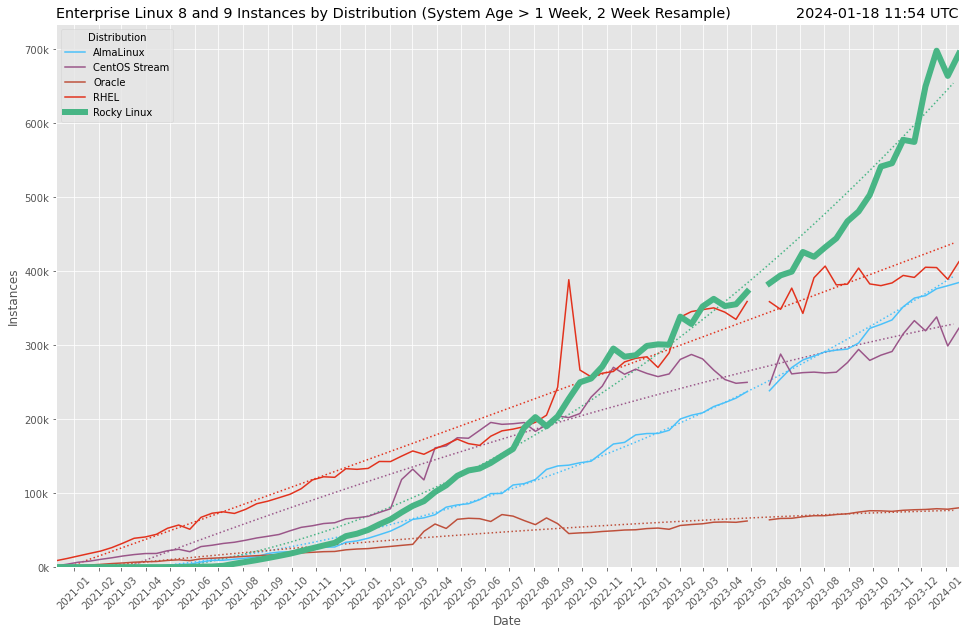 Enterprise Linux 8 and 9 Instances by Distribution (System Age > 1 Week, 2 Week Resample) 2024-01-18 11:54 UTC
Distribution
AlmaLinux
CentOS Stream
Oracle
RHEL
Rocky Linux
700k
600k
500k
400k
300k
200k
100k
0k
Instances
2021-01
2021-02
2021-03
2021-04
2021-05
2021-06
2021-07
2021-08
2021-09
2021-10
2021-11
2021-12
2022-01
2022-02
2022-03
2022-04
2022-05
2022-06
2022-07
2022-08
2022-09
2022-10
2022-11
2022-12
2023-01
2023-02
2023-03
2023-04
2023-05
2023-06
2023-07
2023-08
2023-09
2023-10
2023-11
2023-12
2024-01
Date